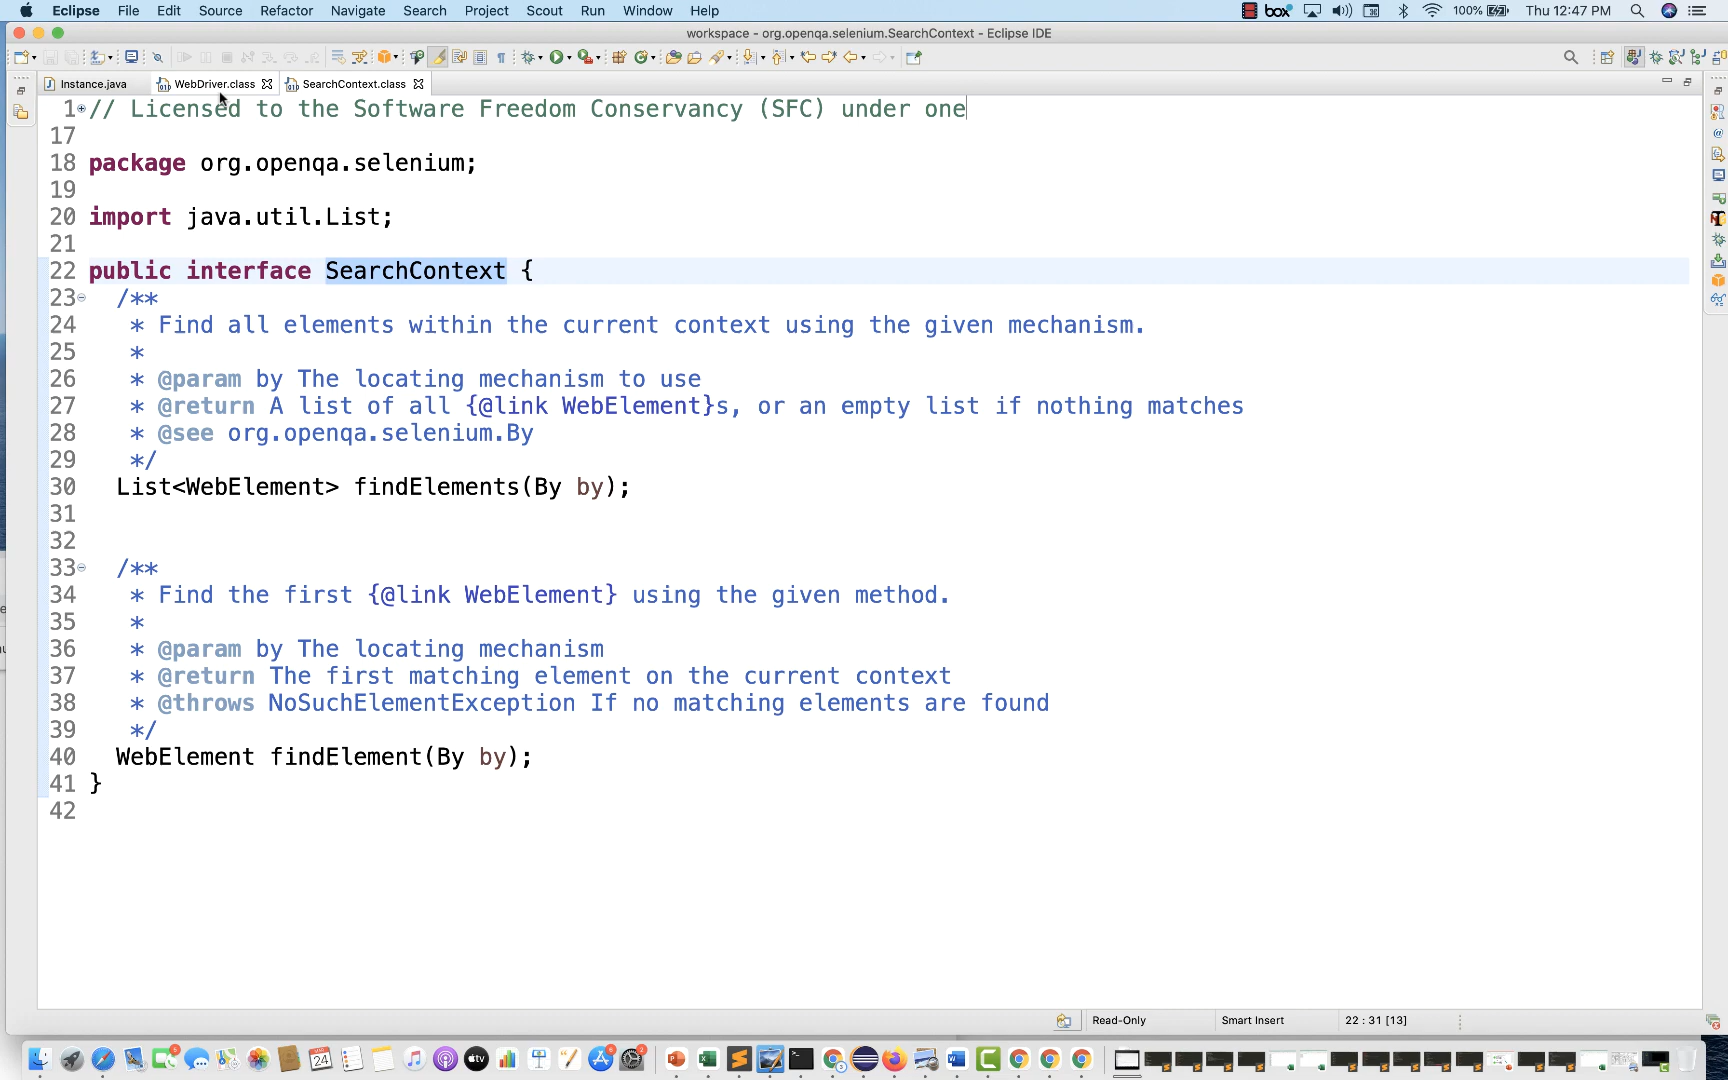 Eclipse File Edit Source Refactor Navigate Search Project Scout Run Window Help box 100% Thu 12:47 PM
workspace - org.openqa.selenium.SearchContext - Eclipse IDE
Instance.java WebDriver.class SearchContext.class
1 // Licensed to the Software Freedom Conservancy (SFC) under one
17
18 package org.openqa.selenium;
19
20 import java.util.List;
21
22 public interface SearchContext {
23 /**
24 * Find all elements within the current context using the given mechanism.
25 *
26 * @param by The locating mechanism to use
27 * @return A list of all {@link WebElement}s, or an empty list if nothing matches
28 * @see org.openqa.selenium.By
29 */
30 List<WebElement> findElements(By by);
31
32
33 /**
34 * Find the first {@link WebElement} using the given method.
35 *
36 * @param by The locating mechanism
37 * @return The first matching element on the current context
38 * @throws NoSuchElementException If no matching elements are found
39 */
40 WebElement findElement(By by);
41 }
42
Read-Only Smart Insert 22 : 31 [13]